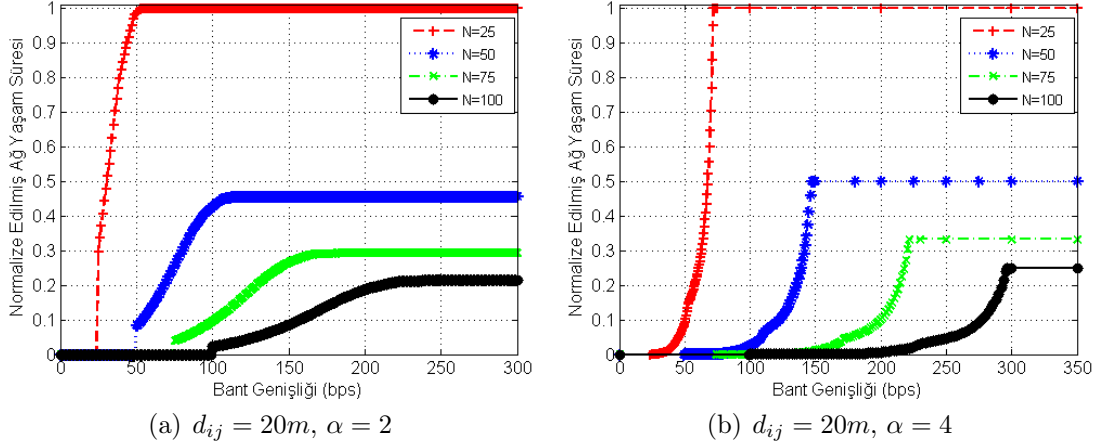 Normalize Edilmiş Ağ Yaşam Süresi
1
0.9
0.8
0.7
0.6
0.5
0.4
0.3
0.2
0.1
0
0 50 100 150 200 250 300
Bant Genişliği (bps)
N=25
N=50
N=75
N=100
(a) d_{ij} = 20m, α = 2
Normalize Edilmiş Ağ Yaşam Süresi
1
0.9
0.8
0.7
0.6
0.5
0.4
0.3
0.2
0.1
0
0 50 100 150 200 250 300 350
Bant Genişliği (bps)
N=25
N=50
N=75
N=100
(b) d_{ij} = 20m, α = 4